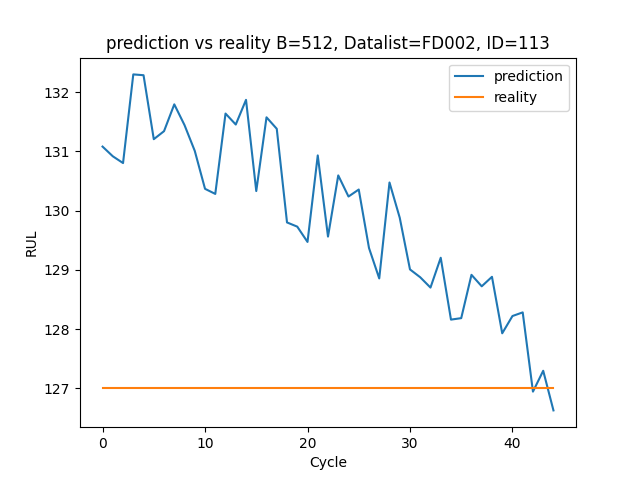 prediction vs reality B=512, Datalist=FD002, ID=113
prediction
reality
RUL
132
131
130
129
128
127
0 10 20 30 40
Cycle